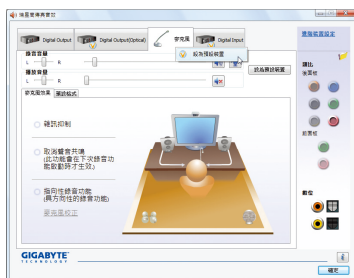 瑞昱音頻管理器
Digital Output
Digital Output(Optical)
麥克風
Digital Input
進階裝置設定
設為預設裝置
錄音音量
L R
設為預設裝置
播放音量
L R
類比
後面板
麥克風效果 預設格式
雜訊抑制
取消聲音共鳴
(此功能會在下次錄音功
能啟動時才生效)
指向性錄音功能
(具方向性的錄音功能)
麥克風校正
前面板
數位
GIGABYTE
TECHNOLOGY
確定